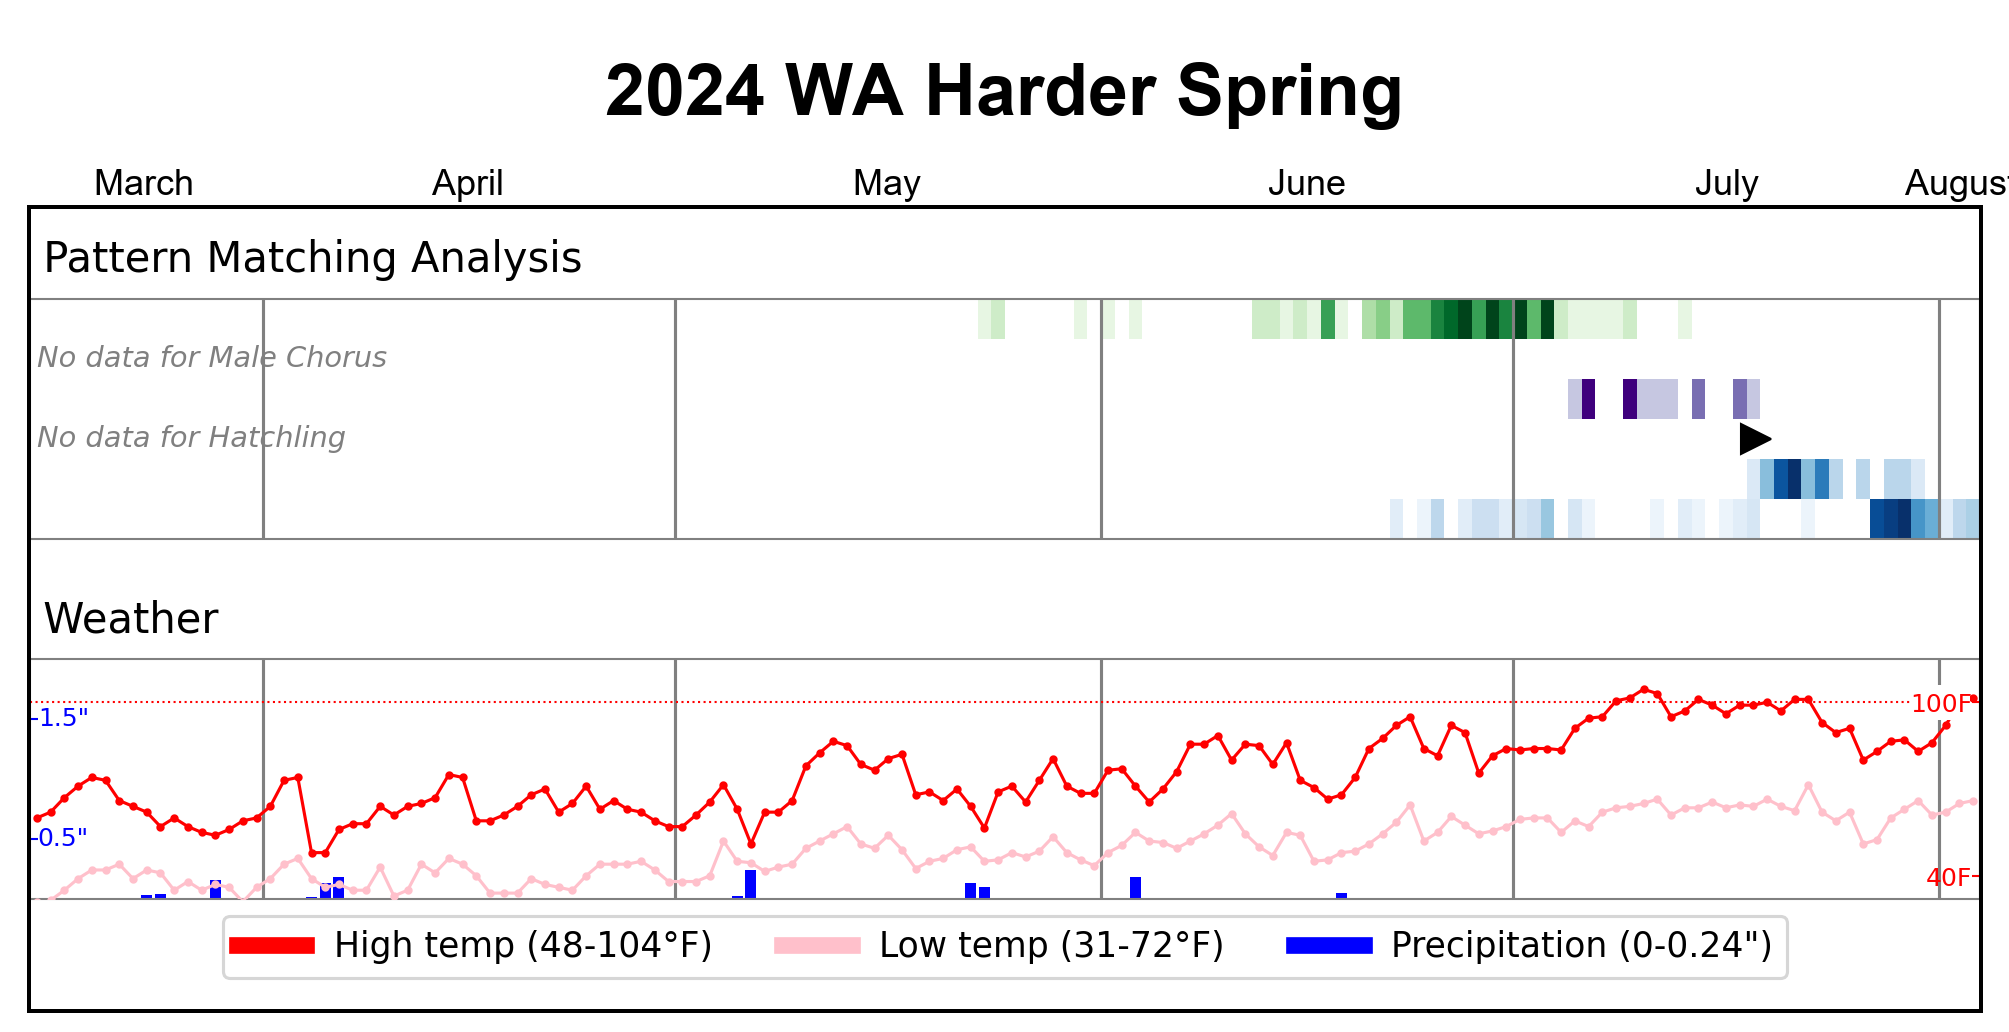 2024 WA Harder Spring
March April May June July August
Pattern Matching Analysis
No data for Male Chorus
No data for Hatchling
Weather
1.5"
100F
0.5"
40F
High temp (48-104°F) Low temp (31-72°F) Precipitation (0-0.24")